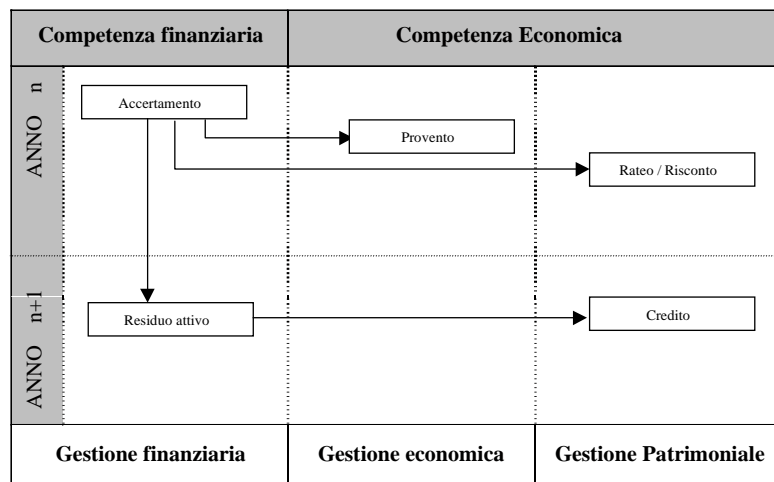 Competenza finanziaria
Competenza Economica
ANNO n
Accertamento
Provento
Rateo / Risconto
ANNO n+1
Residuo attivo
Credito
Gestione finanziaria
Gestione economica
Gestione Patrimoniale